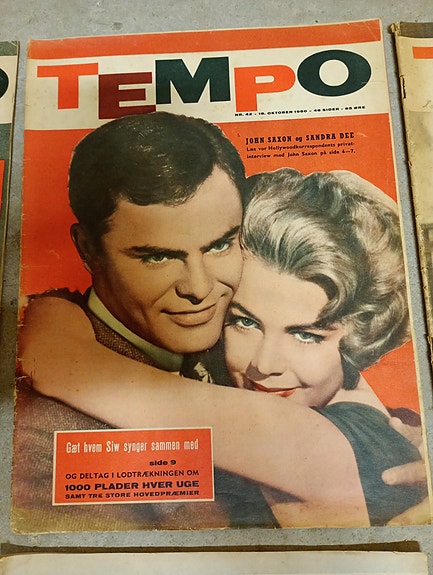 TEMPO
NR. 42 - 18. OKTOBER 1960 - 48 SIDER - 85 ØRE
JOHN SAXON og SANDRA DEE
Læs vor Hollywoodkorrespondents privat-
interview med John Saxon på side 6—7.
Gæt hvem Siw synger sammen med
side 9
OG DELTAG I LODTRÆKNINGEN OM
1000 PLADER HVER UGE
SAMT TRE STORE HOVEDPRÆMIER